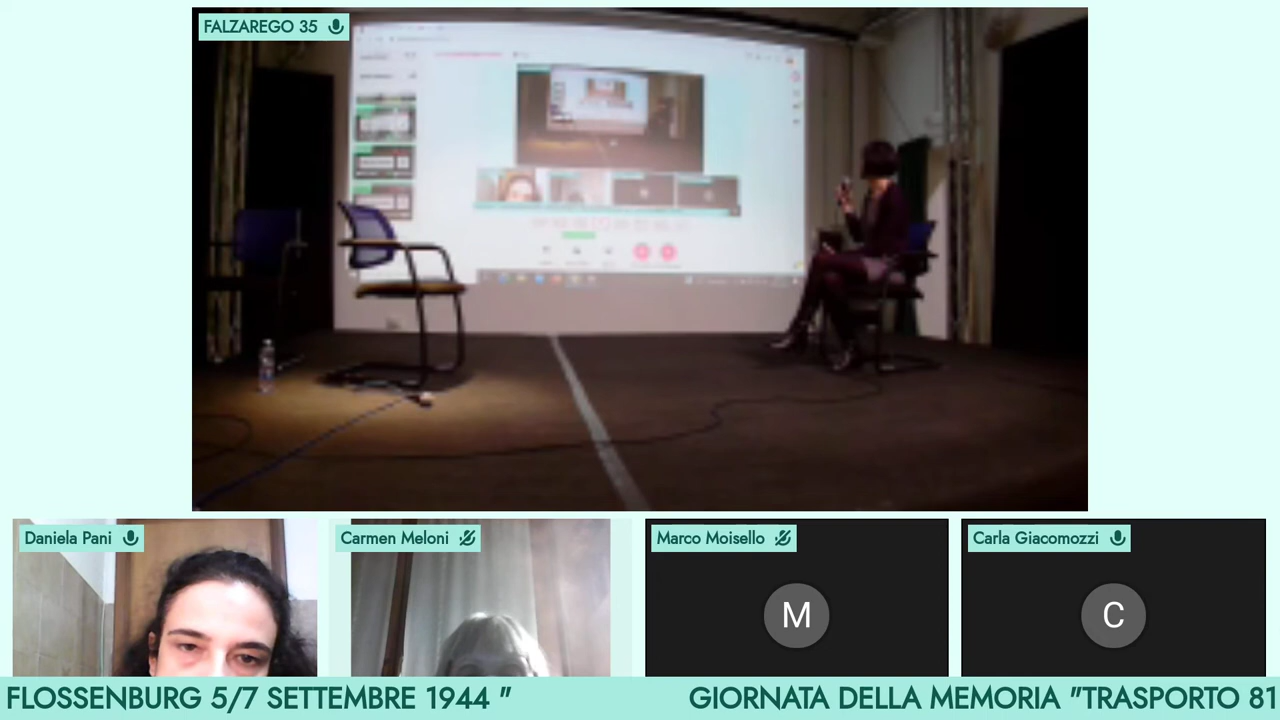 FALZAREGO 35
Daniela Pani
Carmen Meloni
Marco Moisello
Carla Giacomozzi
M
C
FLOSSENBURG 5/7 SETTEMBRE 1944 " GIORNATA DELLA MEMORIA "TRASPORTO 81